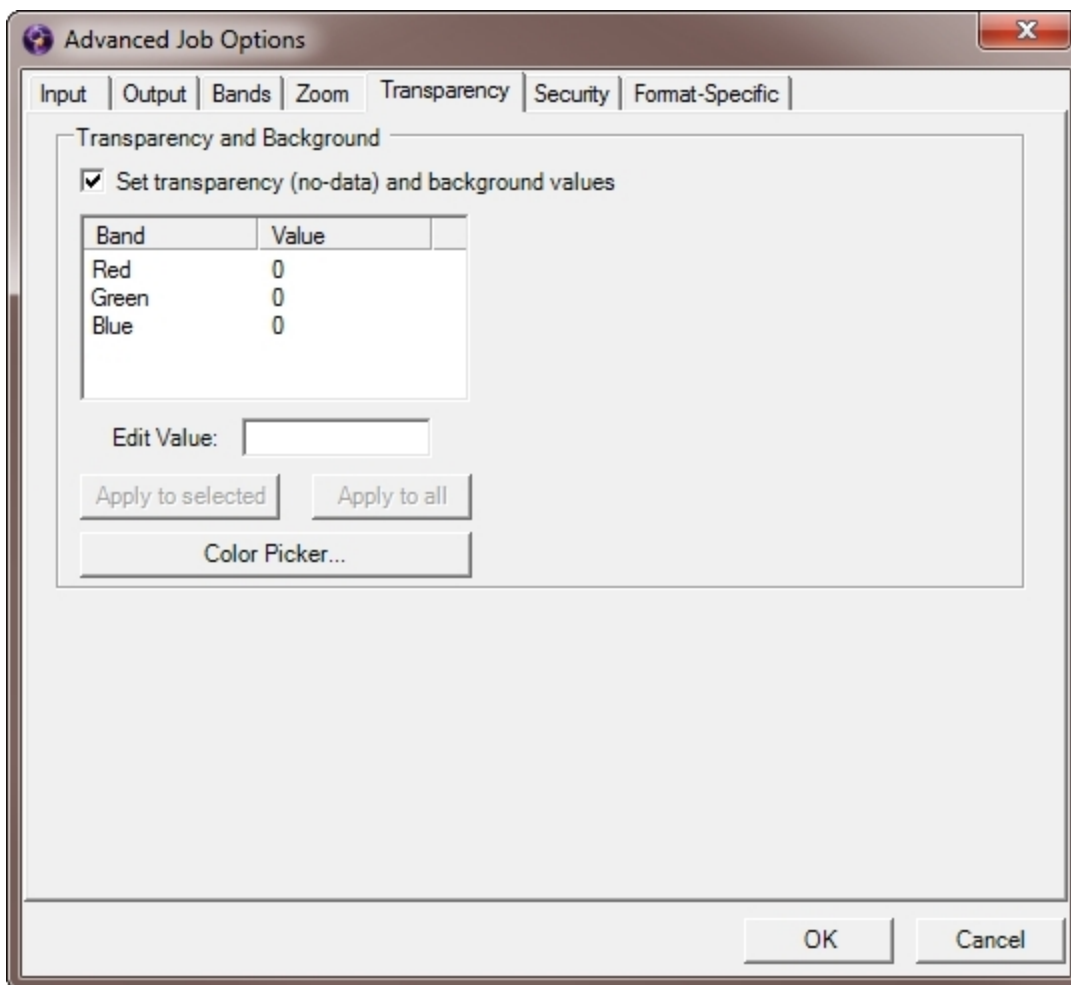 Advanced Job Options
Input Output Bands Zoom Transparency Security Format-Specific
Transparency and Background
Set transparency (no-data) and background values
Band Value
Red 0
Green 0
Blue 0
Edit Value:
Apply to selected Apply to all
Color Picker...
OK Cancel